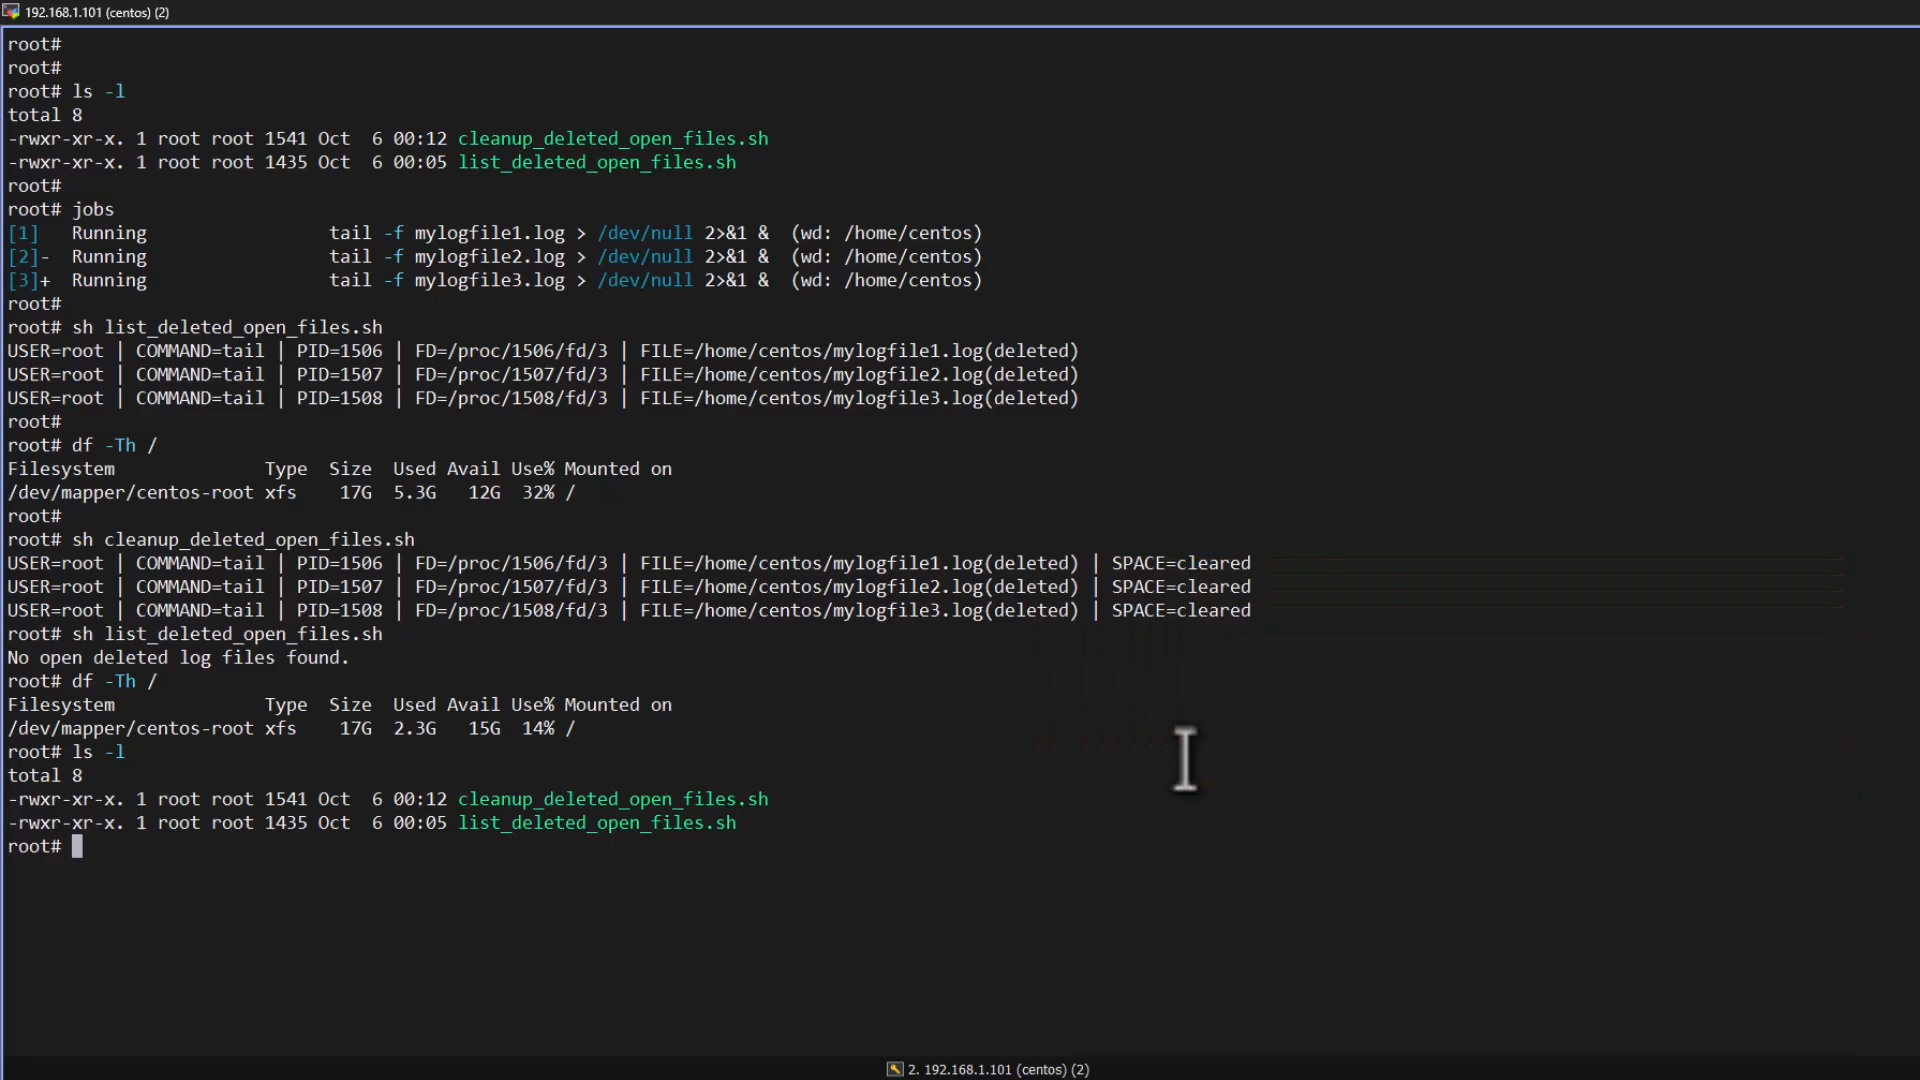 192.168.1.101 (centos) (2)
root#
root#
root# ls -l
total 8
-rwxr-xr-x. 1 root root 1541 Oct  6 00:12 cleanup_deleted_open_files.sh
-rwxr-xr-x. 1 root root 1435 Oct  6 00:05 list_deleted_open_files.sh
root#
root# jobs
[1]   Running                 tail -f mylogfile1.log > /dev/null 2>&1 &  (wd: /home/centos)
[2]-  Running                 tail -f mylogfile2.log > /dev/null 2>&1 &  (wd: /home/centos)
[3]+  Running                 tail -f mylogfile3.log > /dev/null 2>&1 &  (wd: /home/centos)
root#
root# sh list_deleted_open_files.sh
USER=root | COMMAND=tail | PID=1506 | FD=/proc/1506/fd/3 | FILE=/home/centos/mylogfile1.log(deleted)
USER=root | COMMAND=tail | PID=1507 | FD=/proc/1507/fd/3 | FILE=/home/centos/mylogfile2.log(deleted)
USER=root | COMMAND=tail | PID=1508 | FD=/proc/1508/fd/3 | FILE=/home/centos/mylogfile3.log(deleted)
root#
root# df -Th /
Filesystem              Type  Size  Used Avail Use% Mounted on
/dev/mapper/centos-root xfs    17G  5.3G   12G  32% /
root#
root# sh cleanup_deleted_open_files.sh
USER=root | COMMAND=tail | PID=1506 | FD=/proc/1506/fd/3 | FILE=/home/centos/mylogfile1.log(deleted) | SPACE=cleared
USER=root | COMMAND=tail | PID=1507 | FD=/proc/1507/fd/3 | FILE=/home/centos/mylogfile2.log(deleted) | SPACE=cleared
USER=root | COMMAND=tail | PID=1508 | FD=/proc/1508/fd/3 | FILE=/home/centos/mylogfile3.log(deleted) | SPACE=cleared
root# sh list_deleted_open_files.sh
No open deleted log files found.
root# df -Th /
Filesystem              Type  Size  Used Avail Use% Mounted on
/dev/mapper/centos-root xfs    17G  2.3G   15G  14% /
root# ls -l
total 8
-rwxr-xr-x. 1 root root 1541 Oct  6 00:12 cleanup_deleted_open_files.sh
-rwxr-xr-x. 1 root root 1435 Oct  6 00:05 list_deleted_open_files.sh
root#
2. 192.168.1.101 (centos) (2)